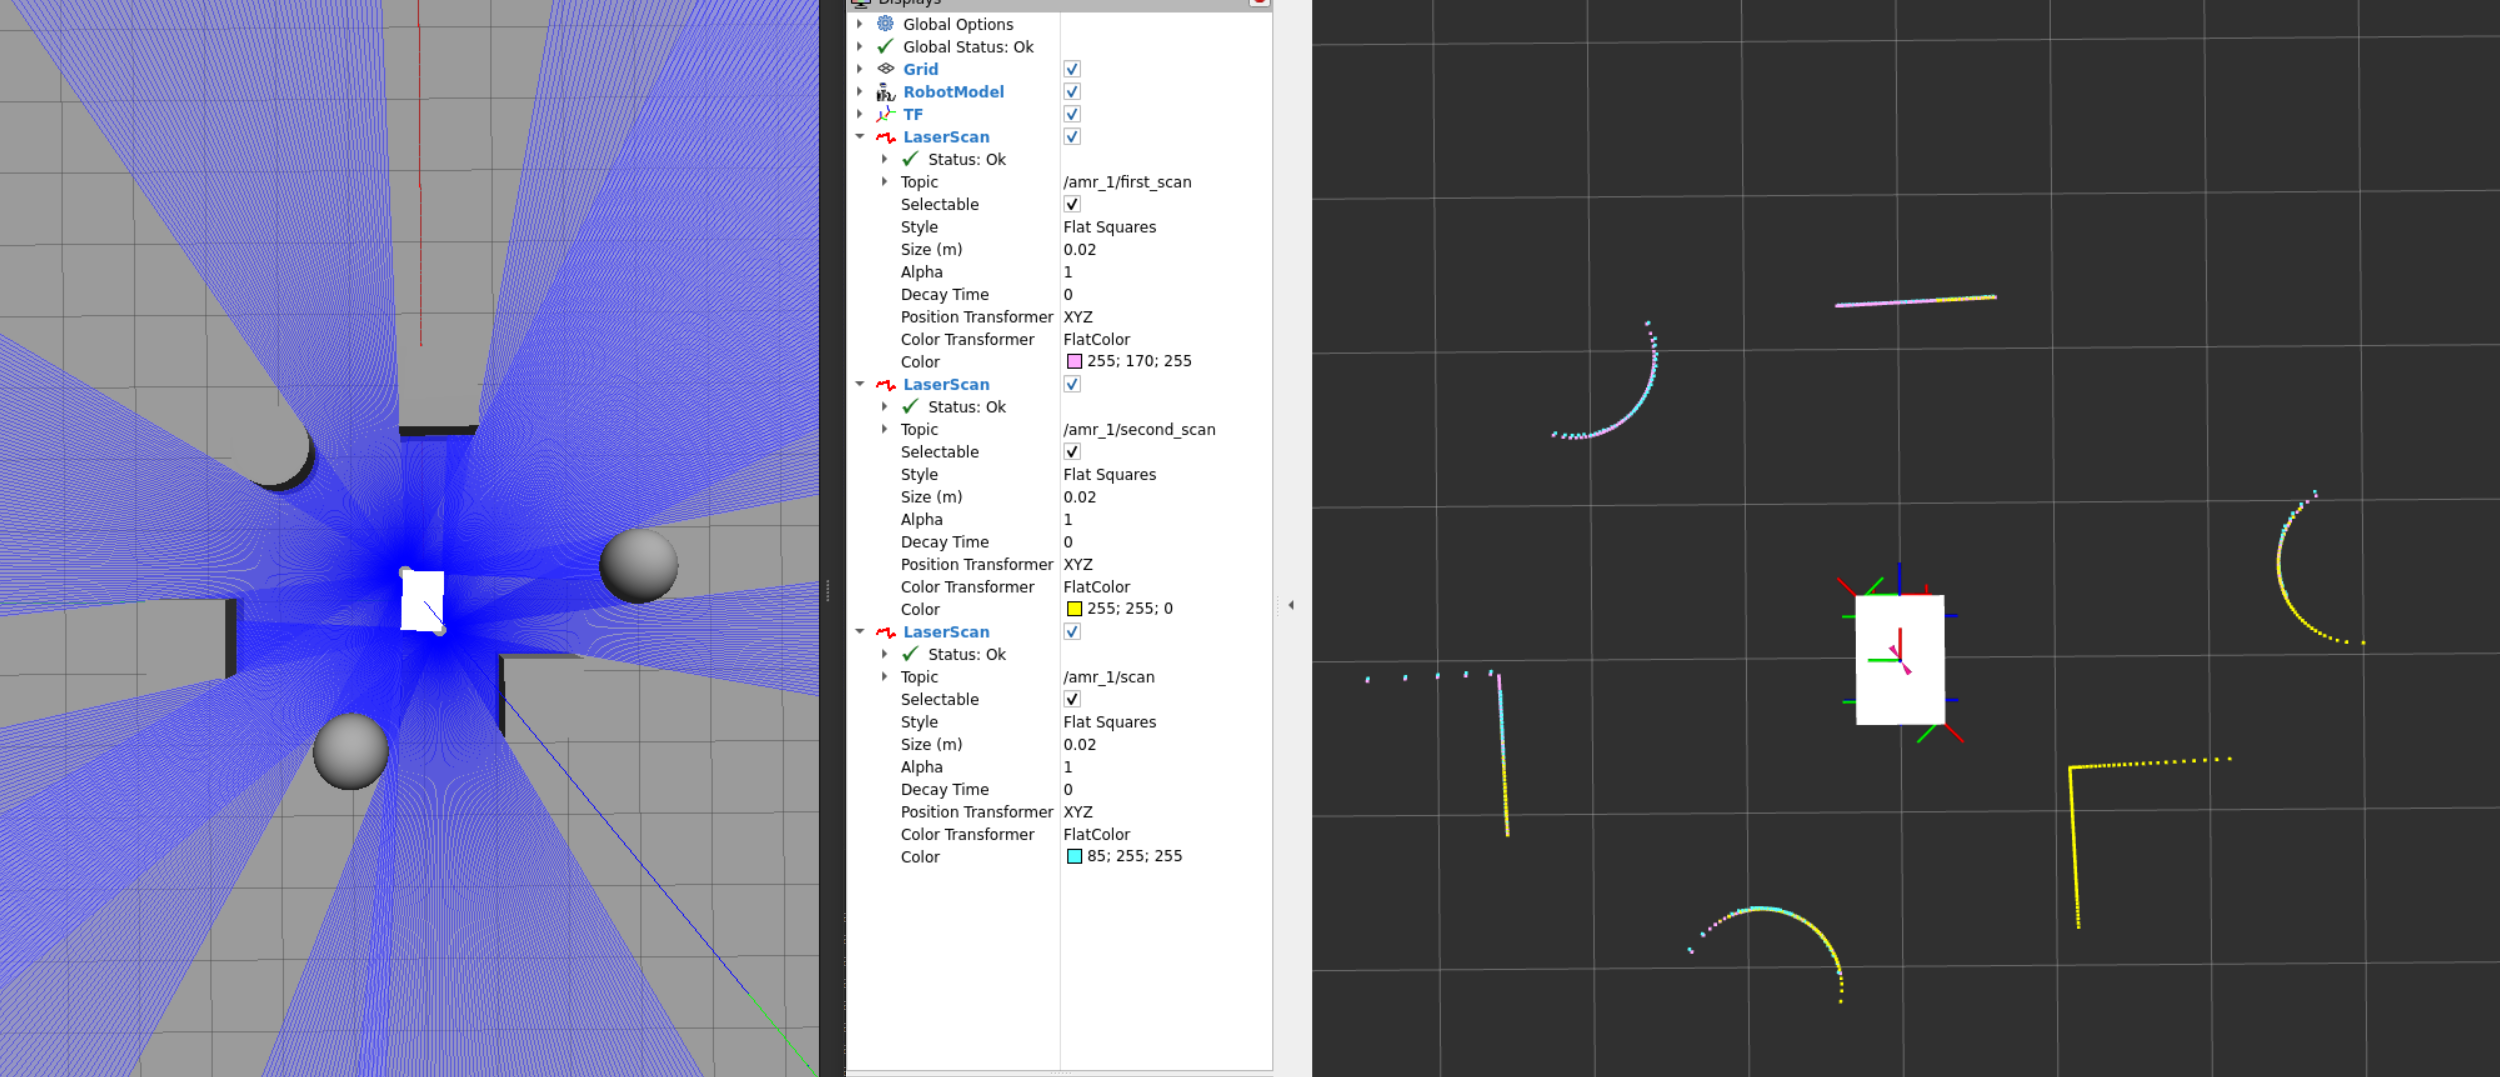 Displays
Global Options
Global Status: Ok
Grid
RobotModel
TF
LaserScan
Status: Ok
Topic /amr_1/first_scan
Selectable
Style Flat Squares
Size (m) 0.02
Alpha 1
Decay Time 0
Position Transformer XYZ
Color Transformer FlatColor
Color 255; 170; 255
LaserScan
Status: Ok
Topic /amr_1/second_scan
Selectable
Style Flat Squares
Size (m) 0.02
Alpha 1
Decay Time 0
Position Transformer XYZ
Color Transformer FlatColor
Color 255; 255; 0
LaserScan
Status: Ok
Topic /amr_1/scan
Selectable
Style Flat Squares
Size (m) 0.02
Alpha 1
Decay Time 0
Position Transformer XYZ
Color Transformer FlatColor
Color 85; 255; 255